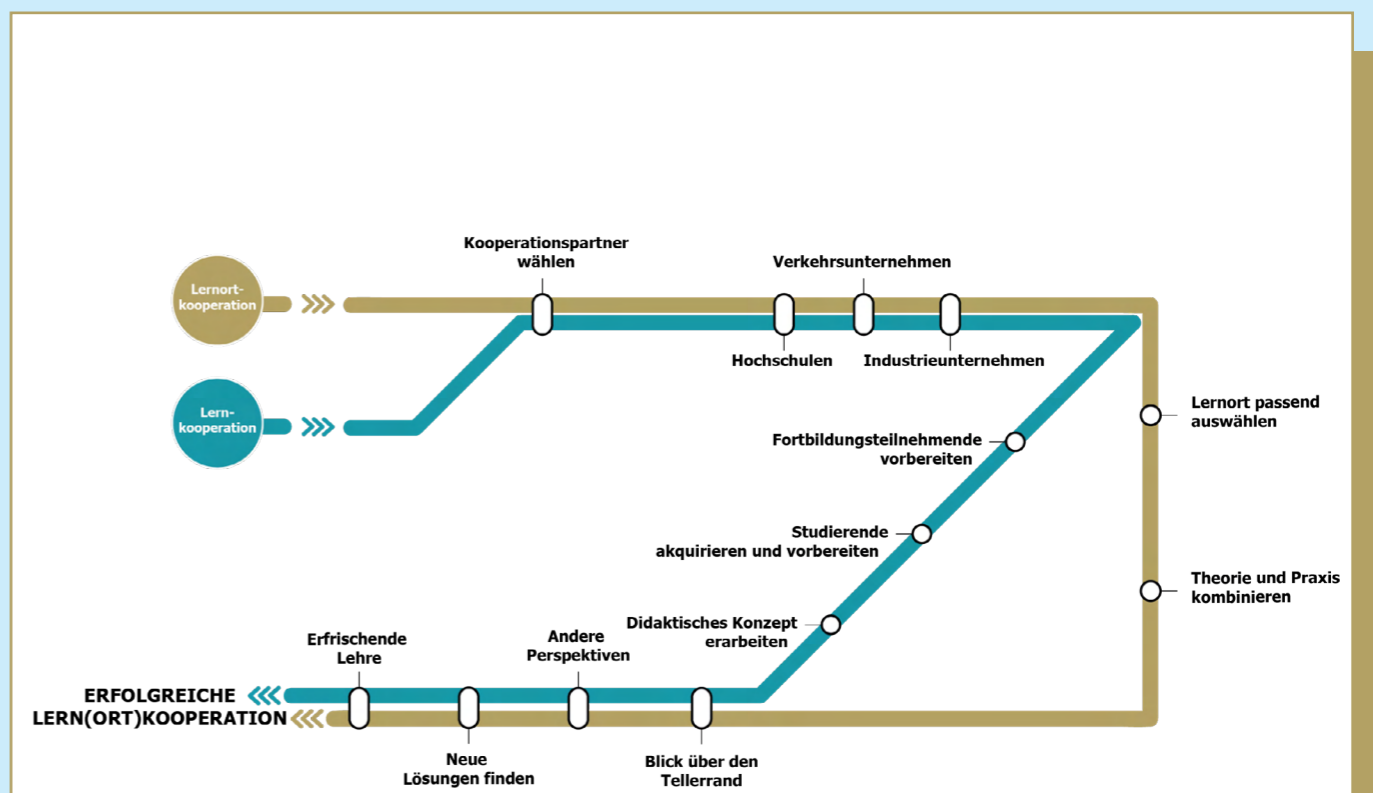 Kooperationspartner
wählen
Verkehrsunternehmen
Lernort-
kooperation
Hochschulen
Industrieunternehmen
Lern-
kooperation
Lernort passend
auswählen
Fortbildungsteilnehmende
vorbereiten
Studierende
akquirieren und vorbereiten
Theorie und Praxis
kombinieren
Didaktisches Konzept
erarbeiten
Erfrischende
Lehre
Andere
Perspektiven
ERFOLGREICHE
LERN(ORT)KOOPERATION
Neue
Lösungen finden
Blick über den
Tellerrand